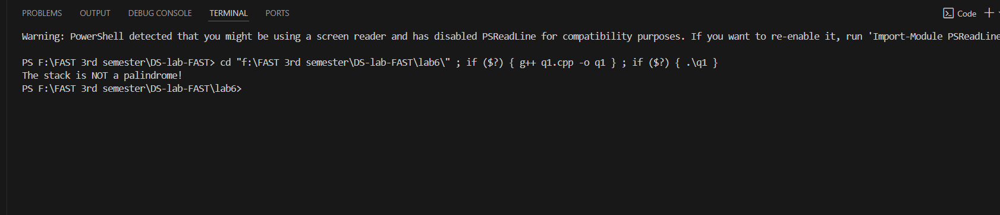 PROBLEMS OUTPUT DEBUG CONSOLE TERMINAL PORTS Code
Warning: PowerShell detected that you might be using a screen reader and has disabled PSReadLine for compatibility purposes. If you want to re-enable it, run 'Import-Module PSReadLine
PS F:\FAST 3rd semester\DS-lab-FAST> cd "f:\FAST 3rd semester\DS-lab-FAST\lab6\" ; if ($?) { g++ q1.cpp -o q1 } ; if ($?) { .\q1 }
The stack is NOT a palindrome!
PS F:\FAST 3rd semester\DS-lab-FAST\lab6>